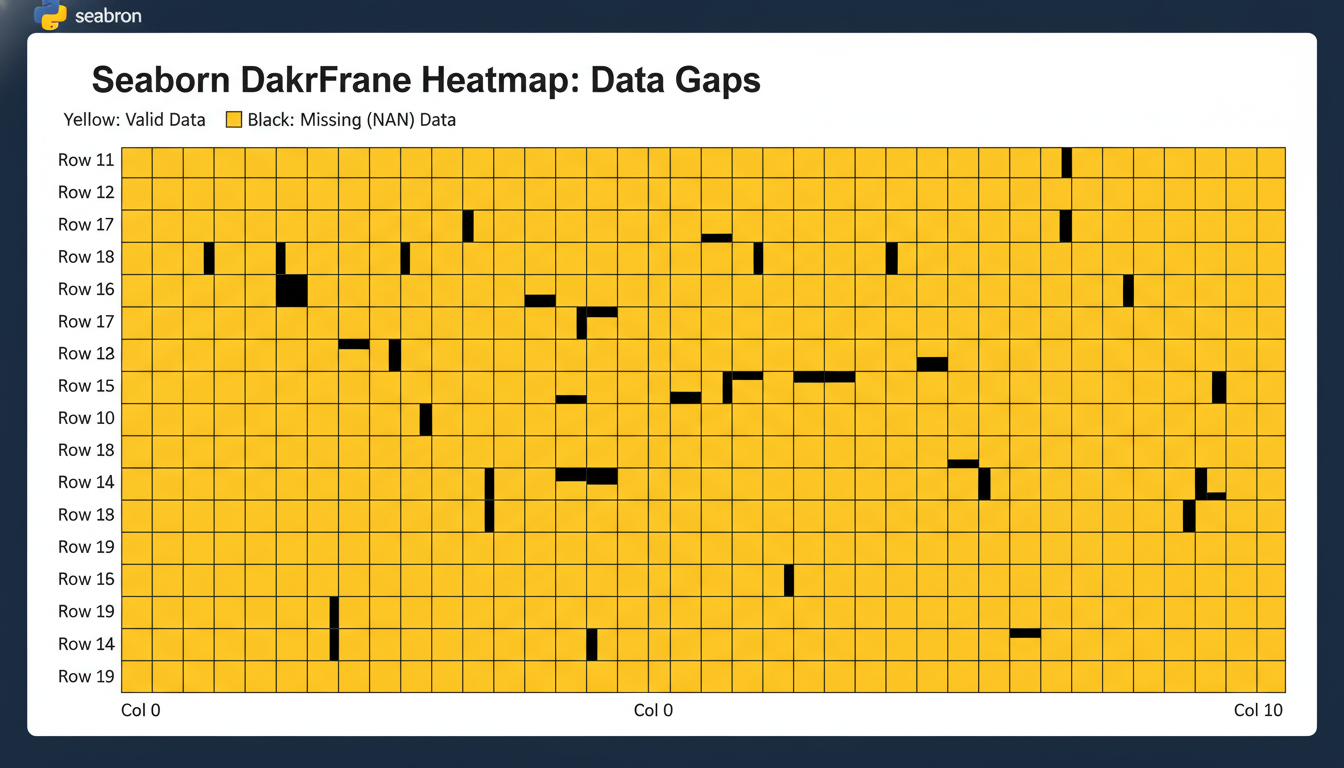 seabron
Seaborn DakrFrane Heatmap: Data Gaps
Yellow: Valid Data Black: Missing (NAN) Data
Row 11
Row 12
Row 17
Row 18
Row 16
Row 17
Row 13
Row 15
Row 10
Row 18
Row 14
Row 18
Row 19
Row 15
Row 19
Row 14
Row 19
Col 0 Col 0 Col 10